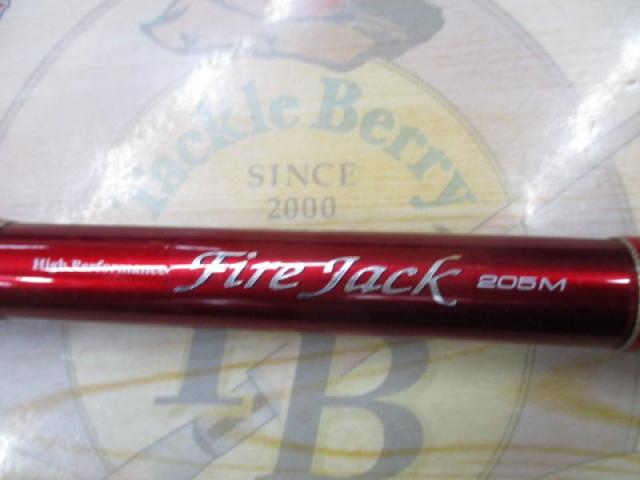 Tackle Berry
SINCE
2000
High Performance Fire Jack 205M
TB